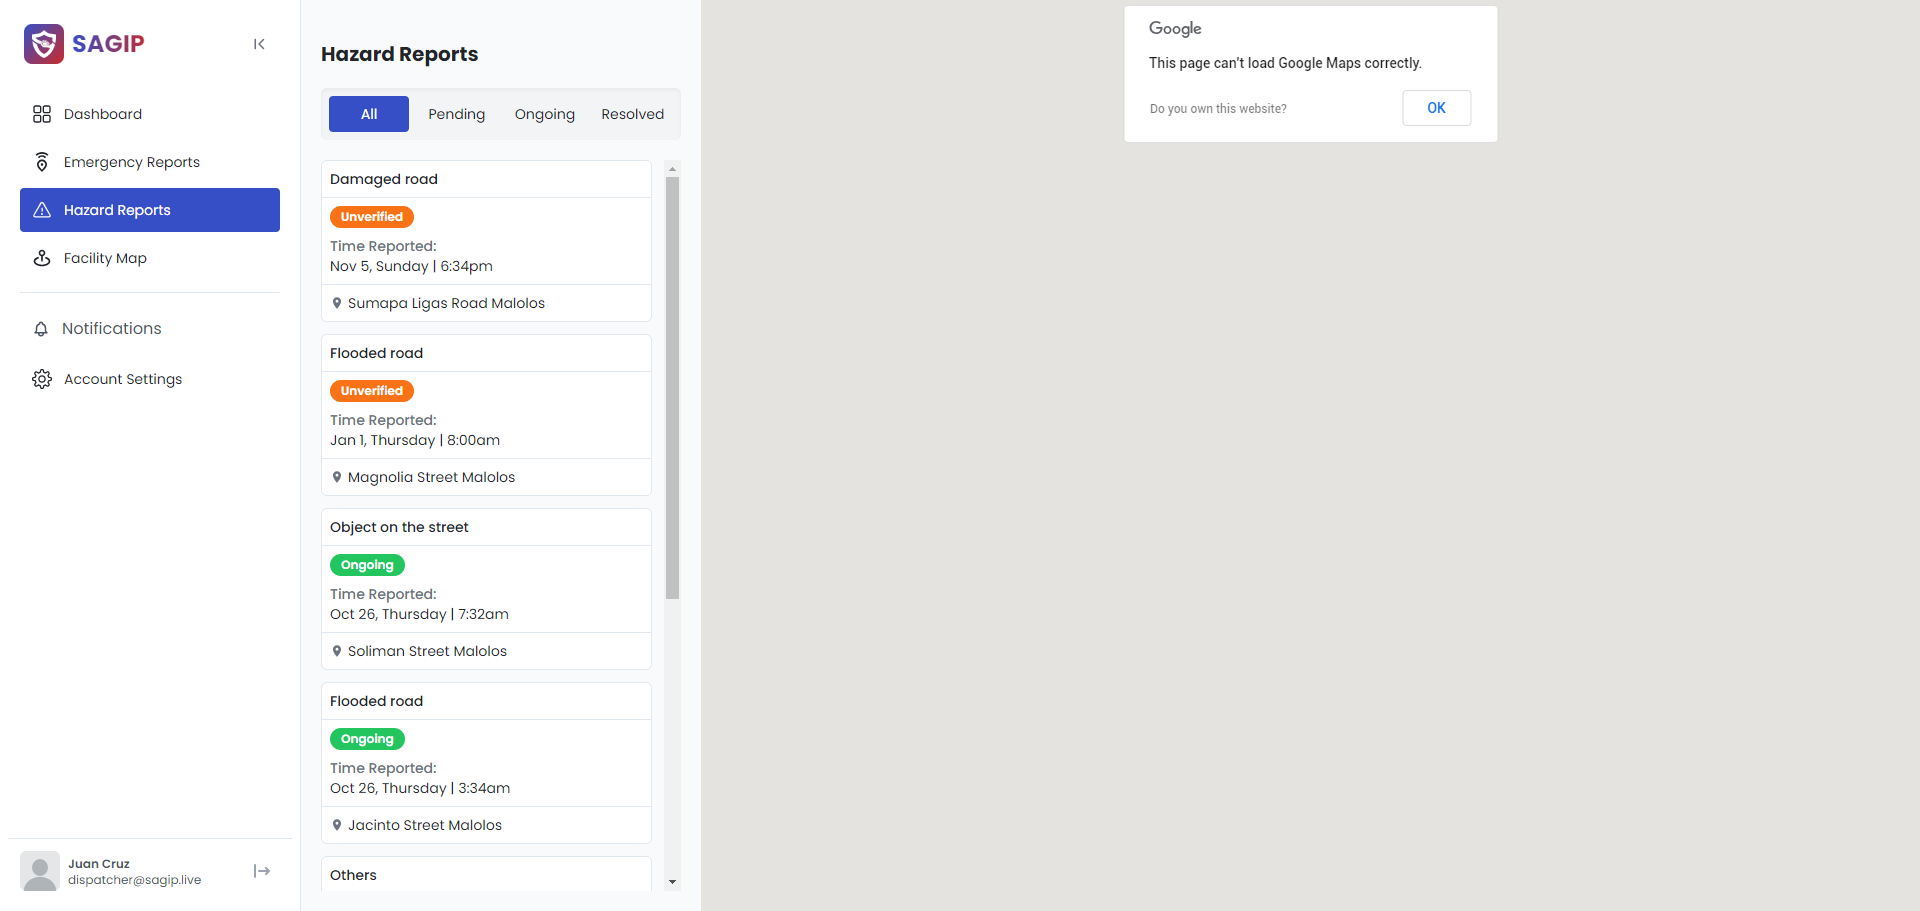 SAGIP
Dashboard
Emergency Reports
Hazard Reports
Facility Map
Notifications
Account Settings
Juan Cruz
dispatcher@sagip.live
Hazard Reports
All Pending Ongoing Resolved
Damaged road
Unverified
Time Reported:
Nov 5, Sunday | 6:34pm
Sumapa Ligas Road Malolos
Flooded road
Unverified
Time Reported:
Jan 1, Thursday | 8:00am
Magnolia Street Malolos
Object on the street
Ongoing
Time Reported:
Oct 26, Thursday | 7:32am
Soliman Street Malolos
Flooded road
Ongoing
Time Reported:
Oct 26, Thursday | 3:34am
Jacinto Street Malolos
Others
Google
This page can't load Google Maps correctly.
Do you own this website? OK